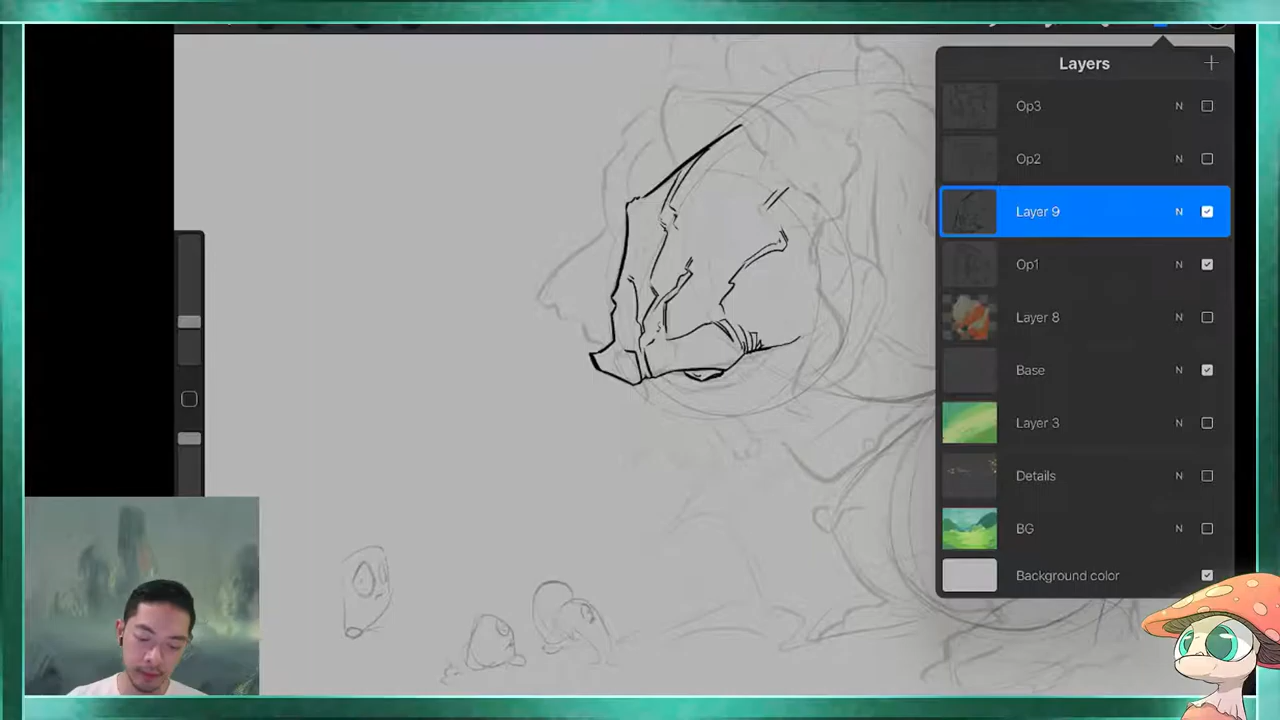 Layers
Op3 N
Op2 N
Layer 9 N
Op1 N
Layer 8 N
Base N
Layer 3 N
Details N
BG N
Background color